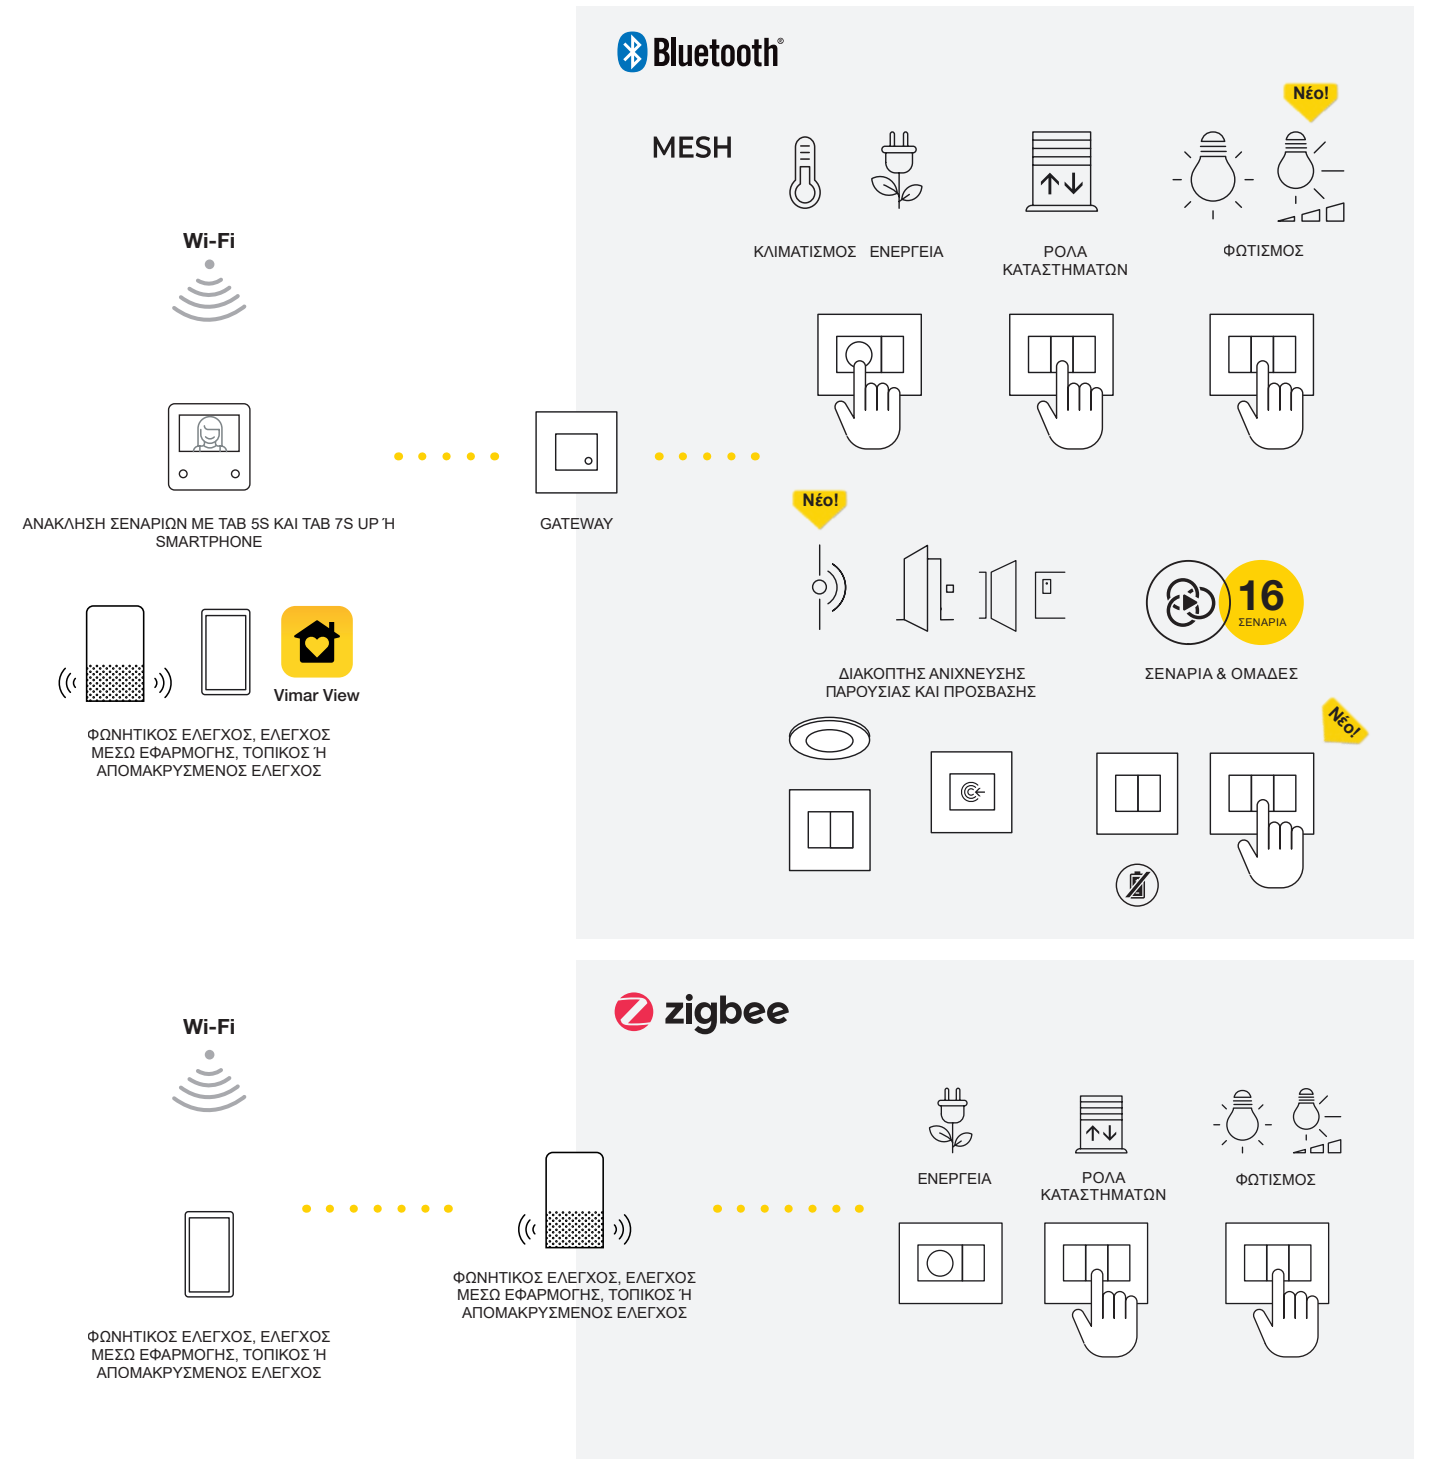 Bluetooth®
Νέο!
MESH
ΚΛΙΜΑΤΙΣΜΟΣ
ΕΝΕΡΓΕΙΑ
ΡΟΛΑ
ΚΑΤΑΣΤΗΜΑΤΩΝ
ΦΩΤΙΣΜΟΣ
Wi-Fi
ΑΝΑΚΛΗΣΗ ΣΕΝΑΡΙΩΝ ΜΕ TAB 5S ΚΑΙ TAB 7S UP Ή
SMARTPHONE
GATEWAY
Νέο!
ΔΙΑΚΟΠΤΗΣ ΑΝΙΧΝΕΥΣΗΣ
ΠΑΡΟΥΣΙΑΣ ΚΑΙ ΠΡΟΣΒΑΣΗΣ
16
ΣΕΝΑΡΙΑ
ΣΕΝΑΡΙΑ & ΟΜΑΔΕΣ
Νέο!
Vimar View
ΦΩΝΗΤΙΚΟΣ ΕΛΕΓΧΟΣ, ΕΛΕΓΧΟΣ
ΜΕΣΩ ΕΦΑΡΜΟΓΗΣ, ΤΟΠΙΚΟΣ Ή
ΑΠΟΜΑΚΡΥΣΜΕΝΟΣ ΕΛΕΓΧΟΣ
zigbee
Wi-Fi
ΕΝΕΡΓΕΙΑ
ΡΟΛΑ
ΚΑΤΑΣΤΗΜΑΤΩΝ
ΦΩΤΙΣΜΟΣ
ΦΩΝΗΤΙΚΟΣ ΕΛΕΓΧΟΣ, ΕΛΕΓΧΟΣ
ΜΕΣΩ ΕΦΑΡΜΟΓΗΣ, ΤΟΠΙΚΟΣ Ή
ΑΠΟΜΑΚΡΥΣΜΕΝΟΣ ΕΛΕΓΧΟΣ
ΦΩΝΗΤΙΚΟΣ ΕΛΕΓΧΟΣ, ΕΛΕΓΧΟΣ
ΜΕΣΩ ΕΦΑΡΜΟΓΗΣ, ΤΟΠΙΚΟΣ Ή
ΑΠΟΜΑΚΡΥΣΜΕΝΟΣ ΕΛΕΓΧΟΣ